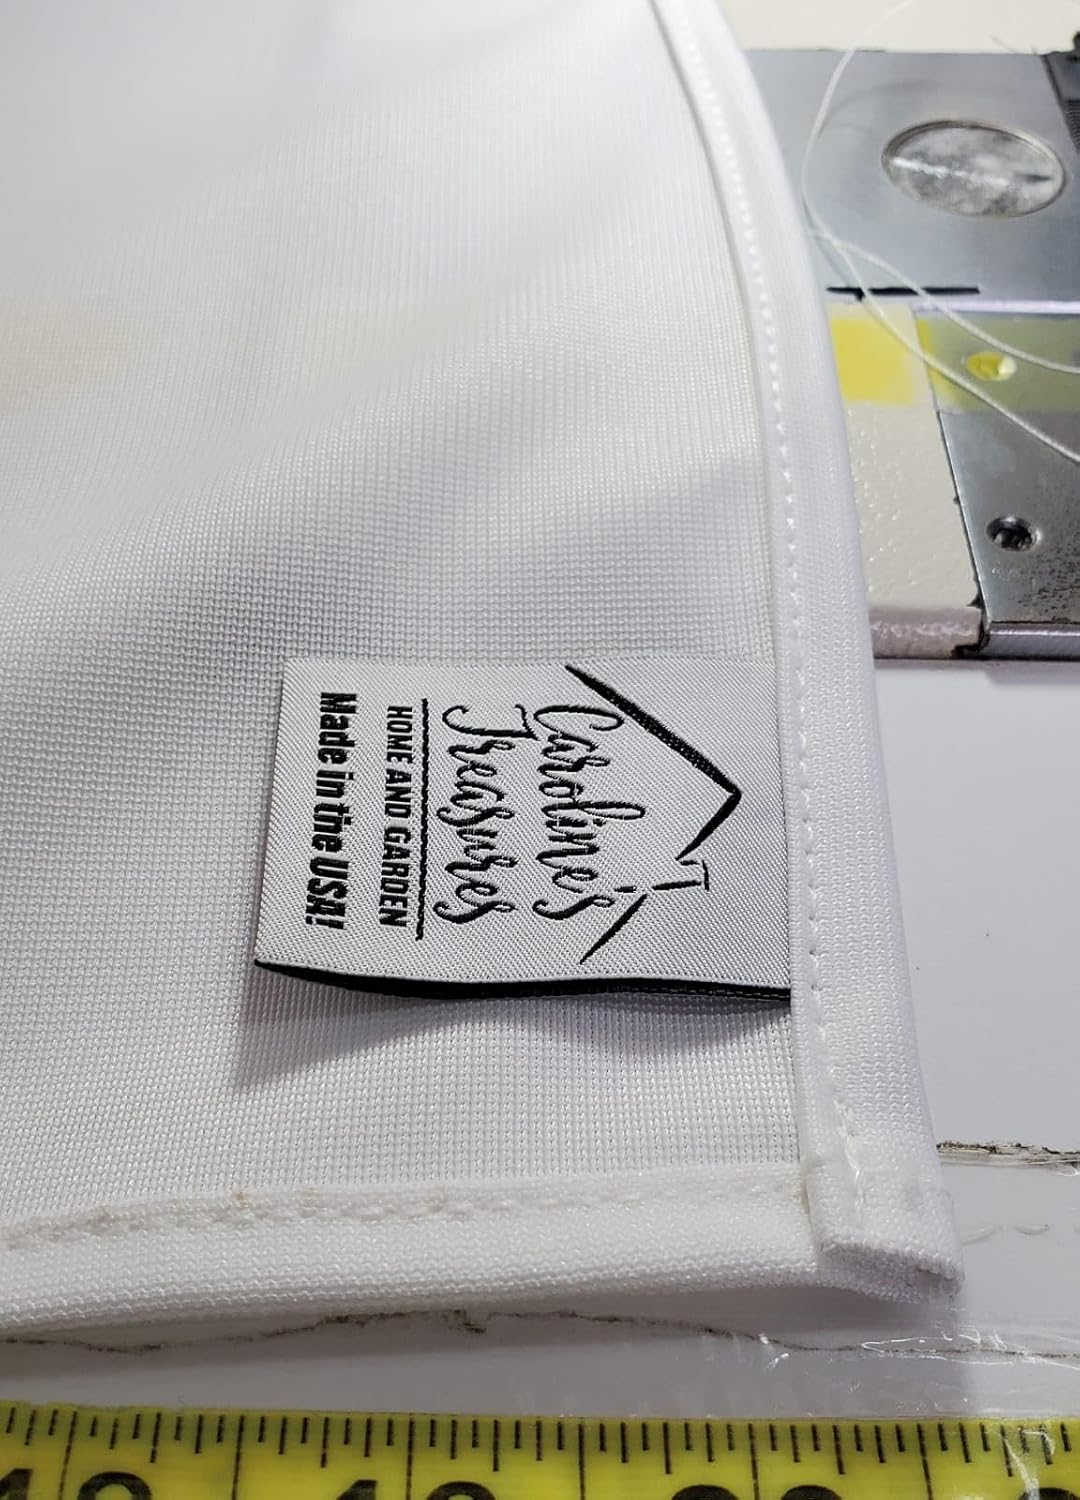 Caroline's
Treasures
HOME AND GARDEN
Made in the USA!